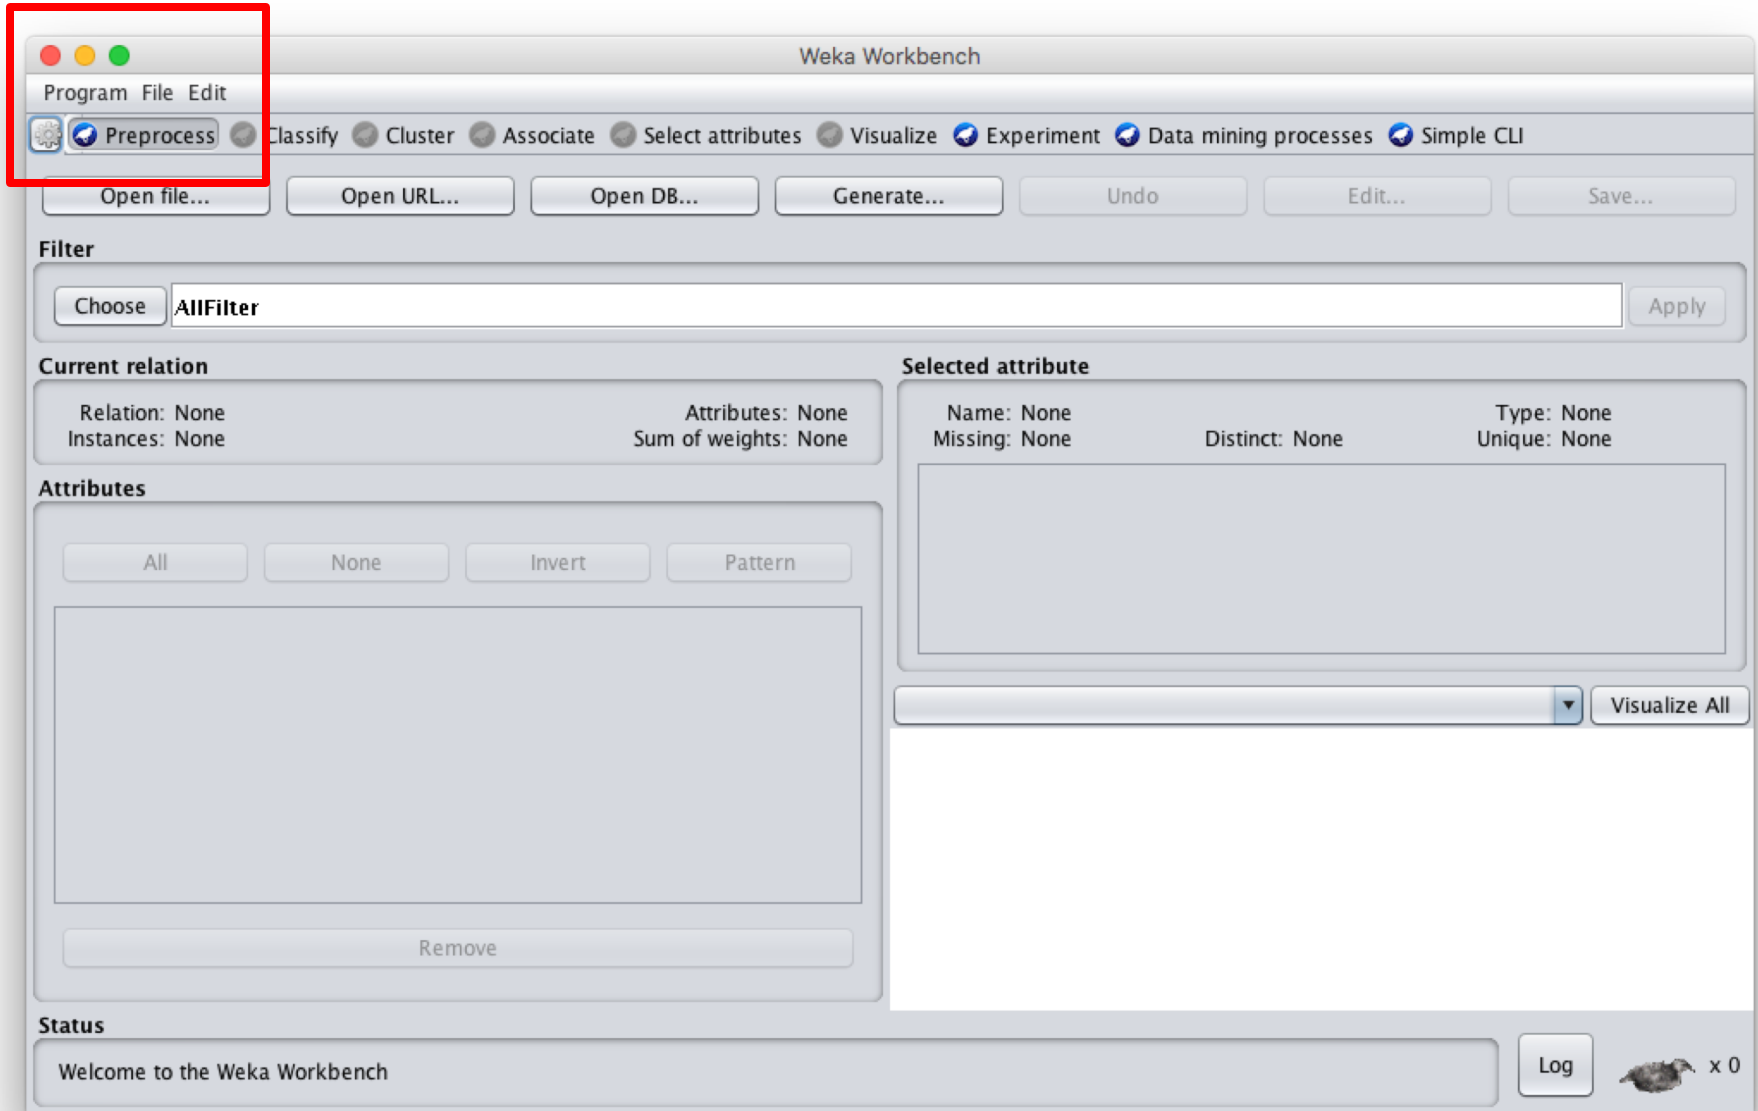 Weka Workbench
Program File Edit
Preprocess Classify Cluster Associate Select attributes Visualize Experiment Data mining processes Simple CLI
Open file... Open URL... Open DB... Generate... Undo Edit... Save...
Filter
Choose AllFilter Apply
Current relation
Relation: None Attributes: None
Instances: None Sum of weights: None
Selected attribute
Name: None Type: None
Missing: None Distinct: None Unique: None
Attributes
All None Invert Pattern
Visualize All
Remove
Status
Welcome to the Weka Workbench
Log x 0